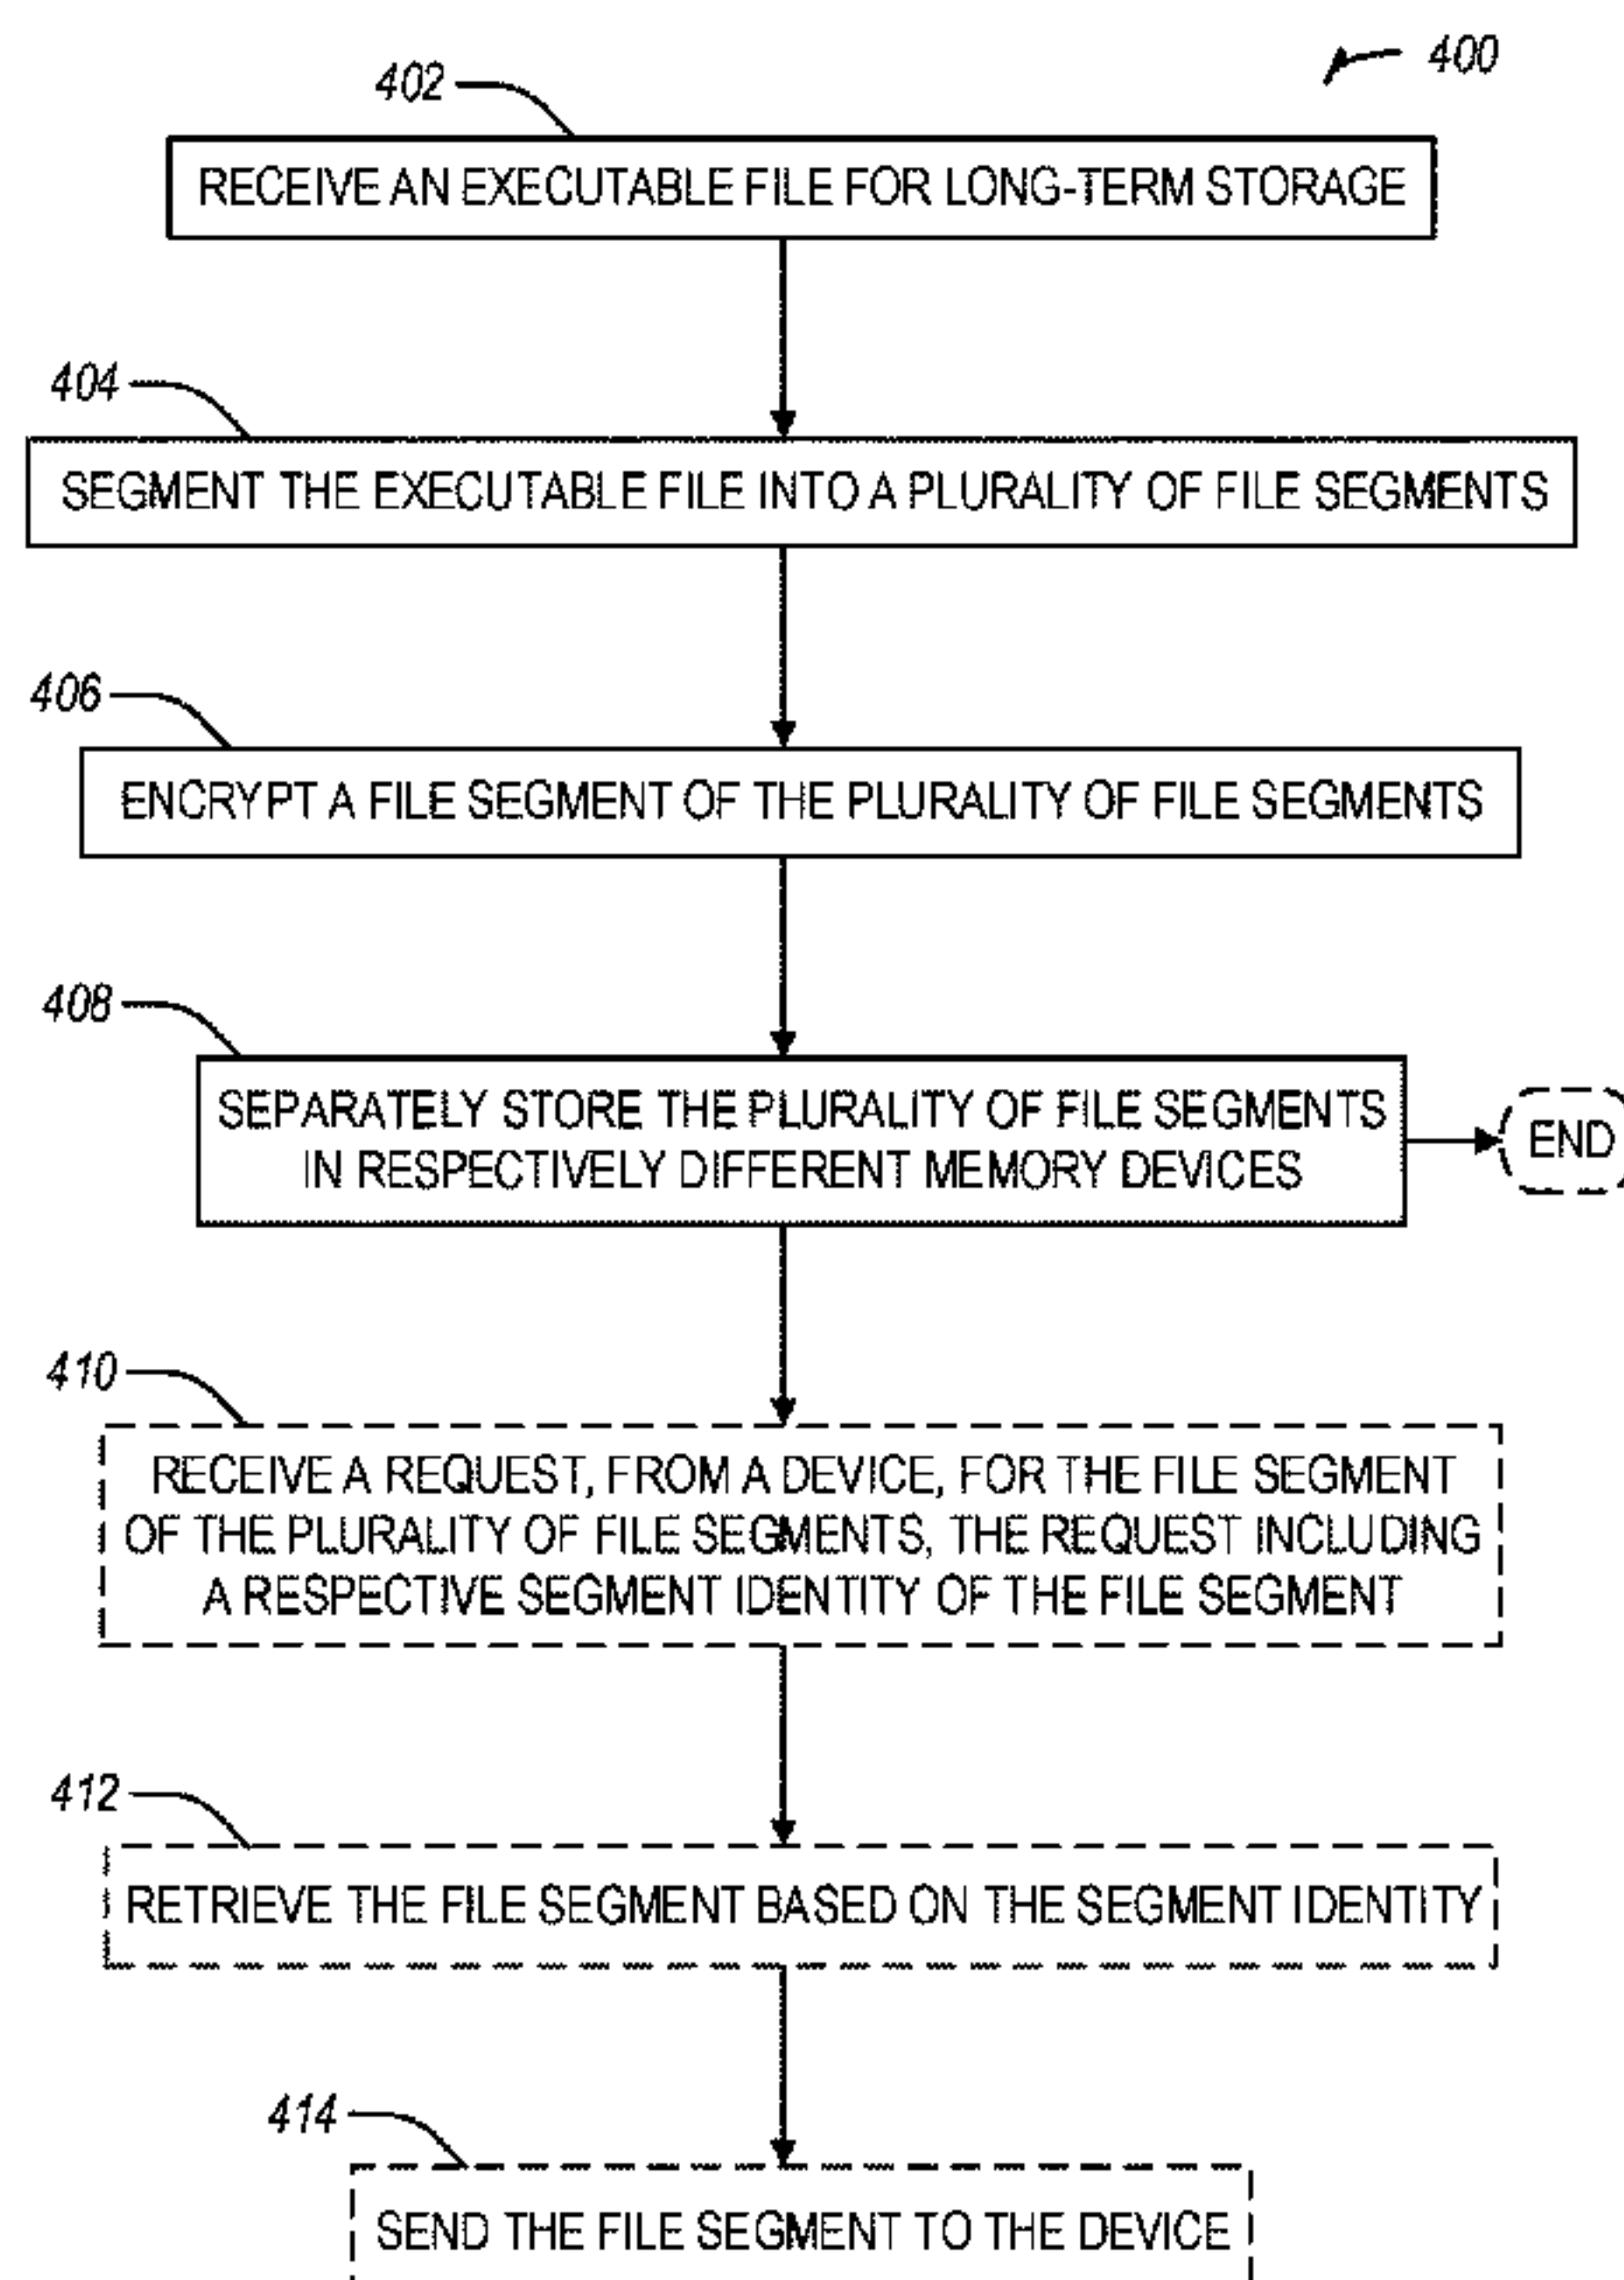 400
402
RECEIVE AN EXECUTABLE FILE FOR LONG-TERM STORAGE
404
SEGMENT THE EXECUTABLE FILE INTO A PLURALITY OF FILE SEGMENTS
406
ENCRYPT A FILE SEGMENT OF THE PLURALITY OF FILE SEGMENTS
408
SEPARATELY STORE THE PLURALITY OF FILE SEGMENTS
IN RESPECTIVELY DIFFERENT MEMORY DEVICES
END
410
RECEIVE A REQUEST, FROM A DEVICE, FOR THE FILE SEGMENT
OF THE PLURALITY OF FILE SEGMENTS, THE REQUEST INCLUDING
A RESPECTIVE SEGMENT IDENTITY OF THE FILE SEGMENT
412
RETRIEVE THE FILE SEGMENT BASED ON THE SEGMENT IDENTITY
414
SEND THE FILE SEGMENT TO THE DEVICE